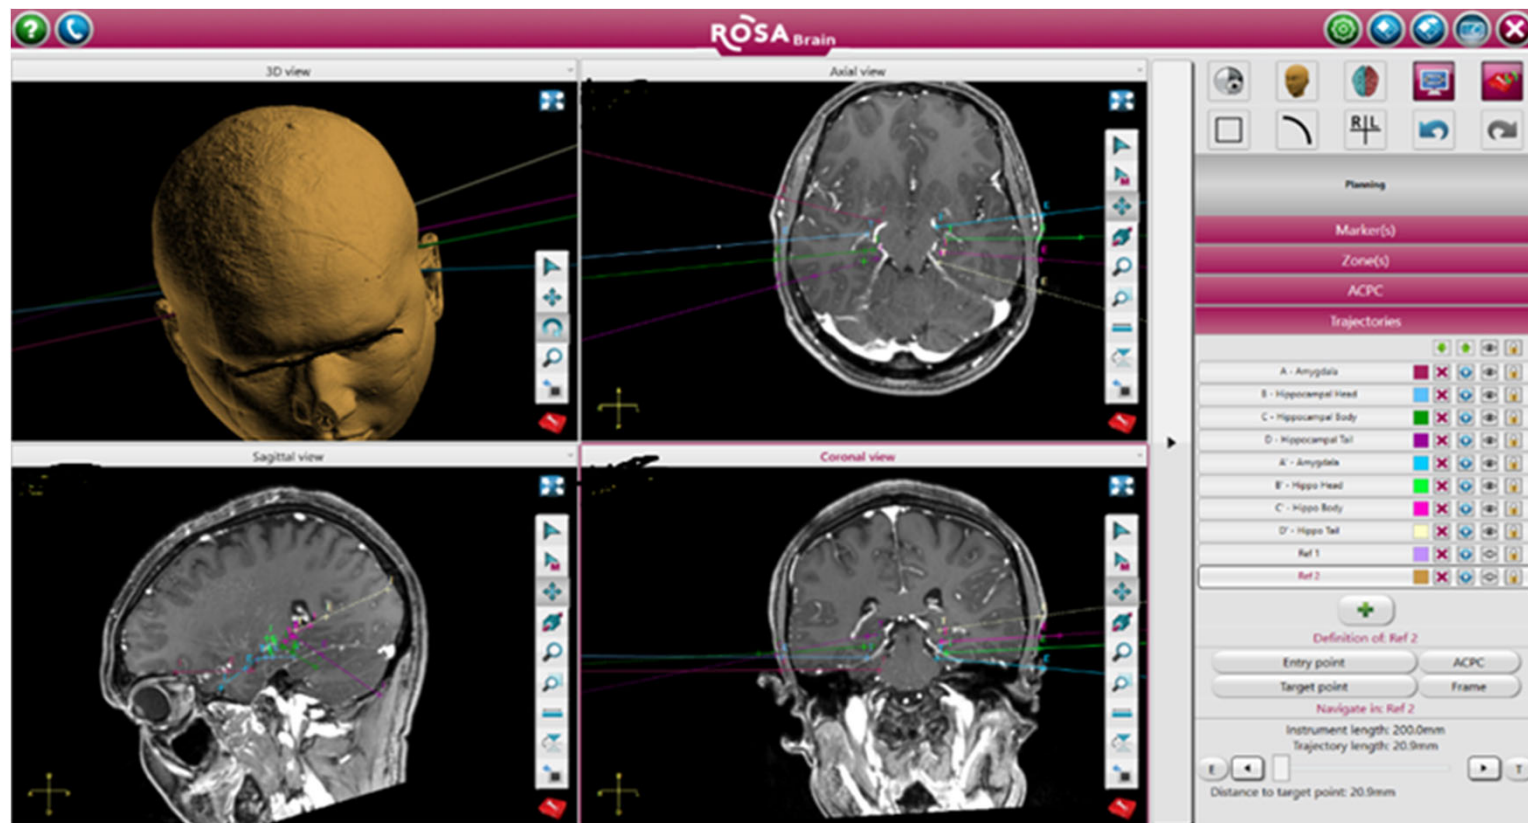 ROSA Brain
3D view
Axial view
R|L
Planning
Marker(s)
Zone(s)
ACPC
Trajectories
A - Amygdala
B - Hippocampal Head
C - Hippocampal Body
D - Hippocampal Tail
A' - Amygdala
B' - Hippo Head
C' - Hippo Body
D' - Hippo Tail
Ref 1
Ref 2
Sagittal view
Coronal view
Definition of: Ref 2
Entry point
ACPC
Target point
Frame
Navigate in: Ref 2
Instrument length: 200.0mm
Trajectory length: 20.9mm
E
T
Distance to target point: 20.9mm